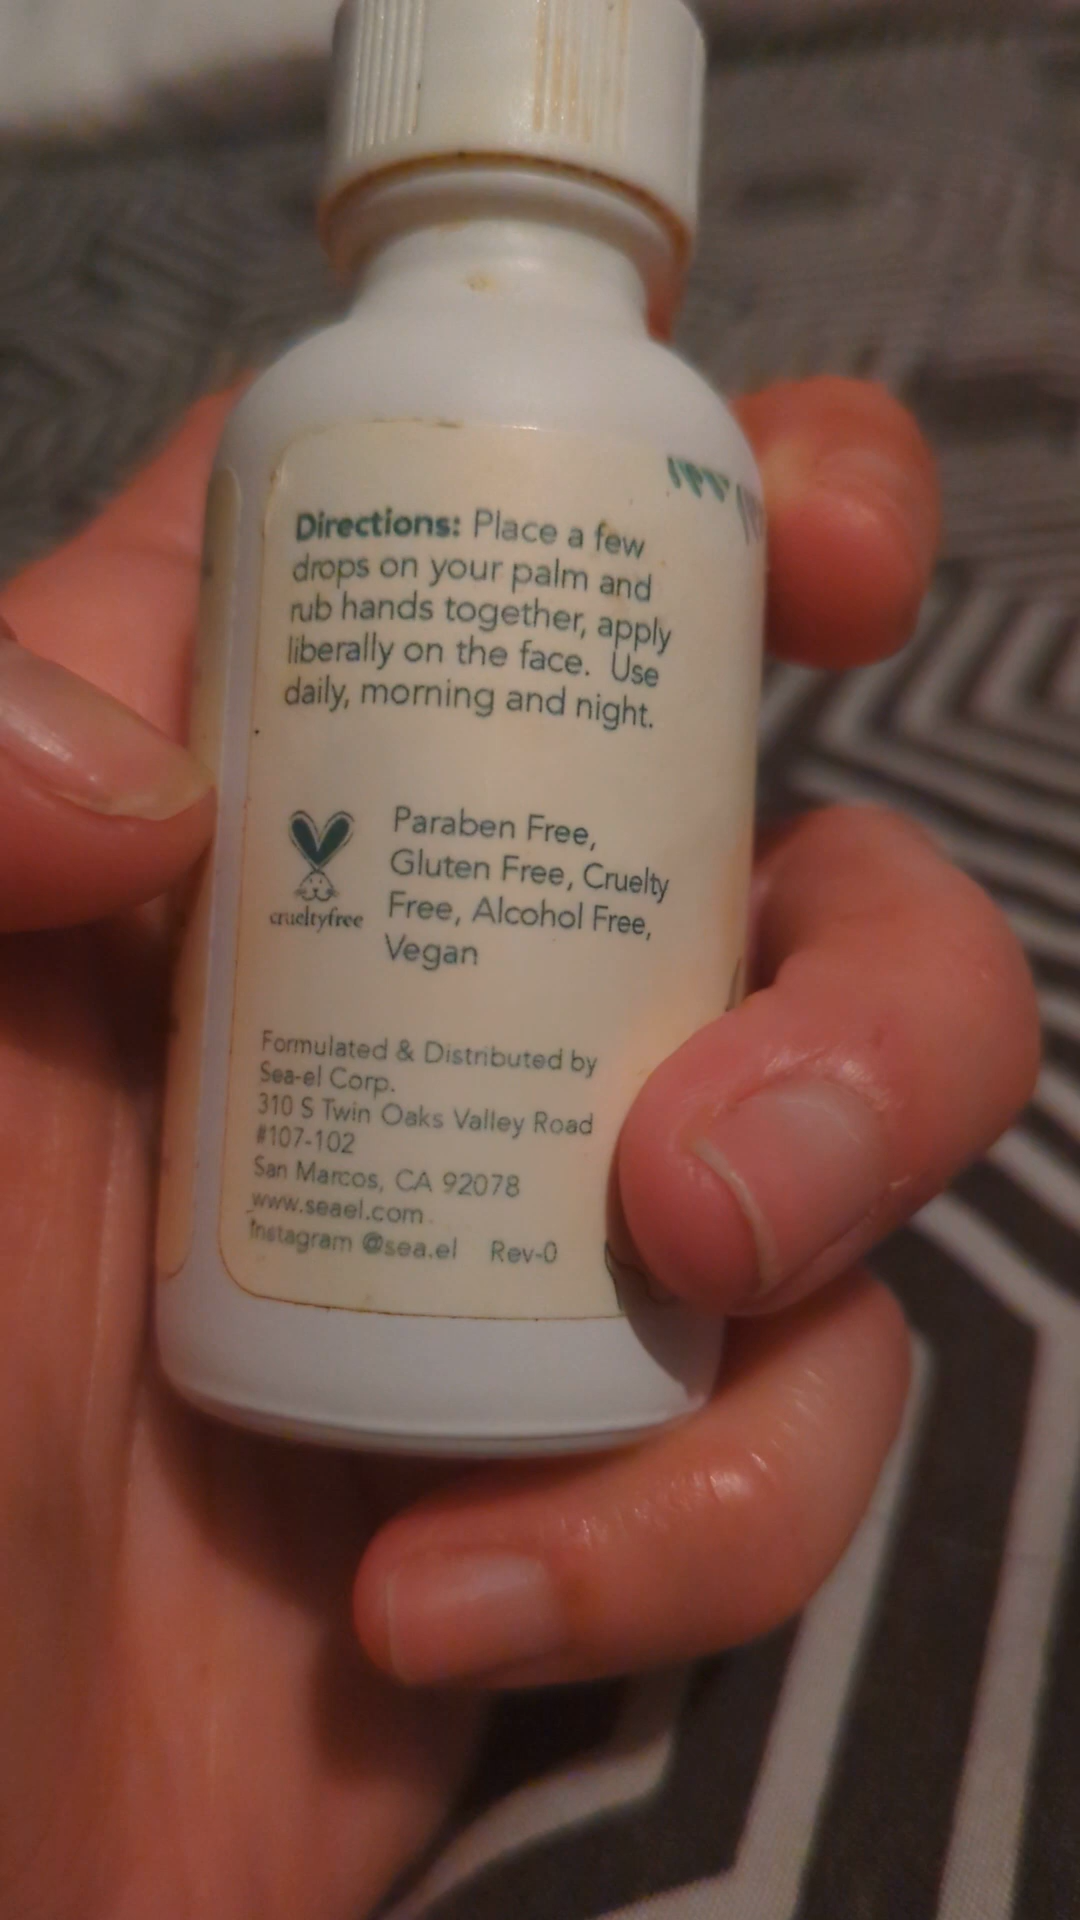 Directions: Place a few
drops on your palm and
rub hands together, apply
liberally on the face. Use
daily, morning and night.
crueltyfree
Paraben Free,
Gluten Free, Cruelty
Free, Alcohol Free,
Vegan
Formulated & Distributed by
Sea-el Corp.
310 S Twin Oaks Valley Road
#107-102
San Marcos, CA 92078
www.seael.com
Instagram @sea.el Rev-0